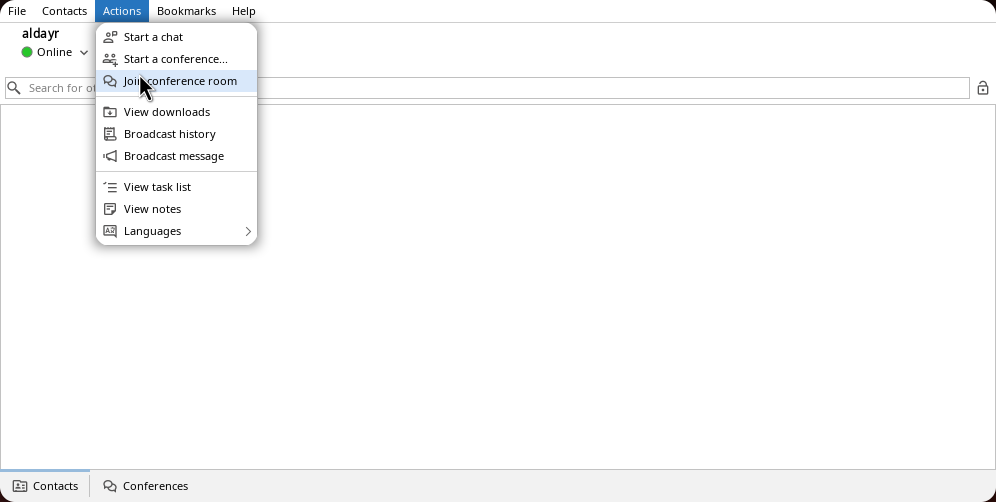 File Contacts Actions Bookmarks Help
aldayr
Online
Start a chat
Start a conference...
Join conference room
Search for ot
View downloads
Broadcast history
Broadcast message
View task list
View notes
Languages
Contacts Conferences